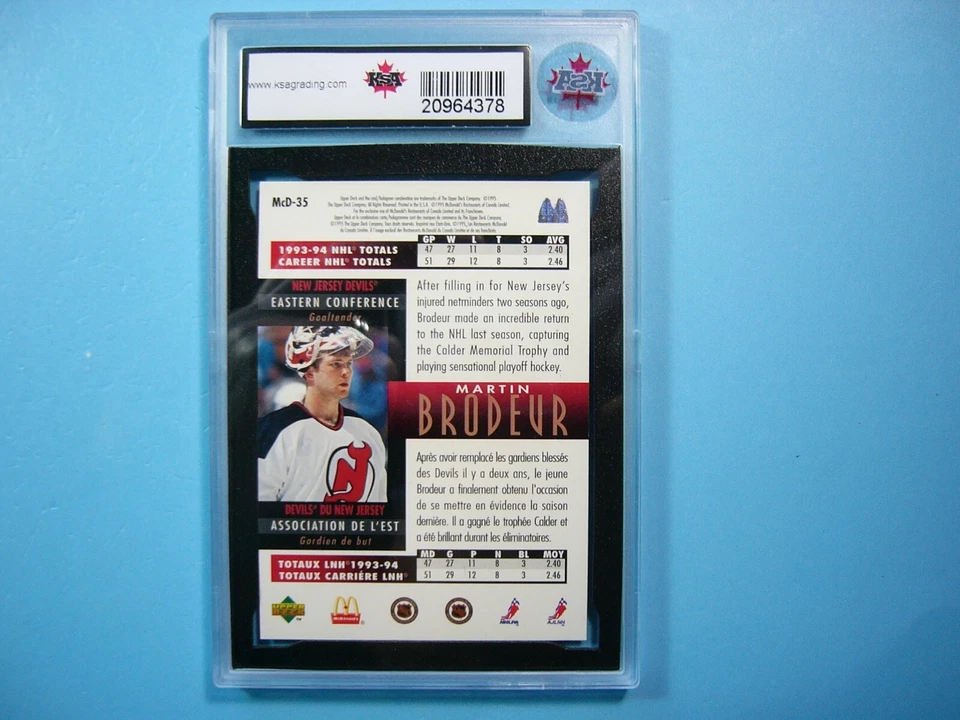 www.ksagrading.com
KSA
20964378
KSA
McD-35
1993-94 NHL® TOTALS
CAREER NHL® TOTALS
GP W L T SO AVG
47 27 11 8 3 2.40
51 29 12 8 3 2.46
NEW JERSEY DEVILS®
EASTERN CONFERENCE
Goaltender
After filling in for New Jersey's
injured netminders two seasons ago,
Brodeur made an incredible return
to the NHL last season, capturing
the Calder Memorial Trophy and
playing sensational playoff hockey.
MARTIN
BRODEUR
Après avoir remplacé les gardiens blessés
des Devils il y a deux ans, le jeune
Brodeur a finalement obtenu l'occasion
de se mettre en évidence la saison
dernière. Il a gagné le trophée Calder et
a été brillant durant les éliminatoires.
DEVILS® DU NEW JERSEY
ASSOCIATION DE L'EST
Gardien de but
TOTAUX LNH® 1993-94
TOTAUX CARRIÈRE LNH®
MD G P N BL MOY
47 27 11 8 3 2.40
51 29 12 8 3 2.46
UPPER DECK
McDonald's
NHLPA
AJLNH